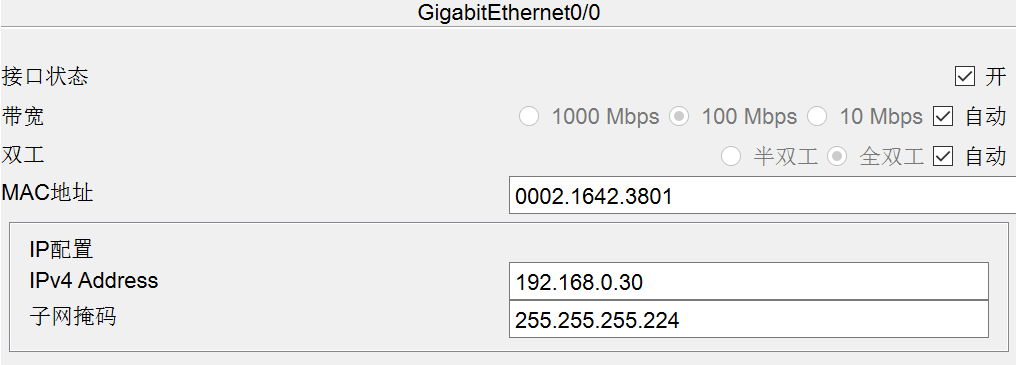 GigabitEthernet0/0
接口状态 开
带宽 1000 Mbps 100 Mbps 10 Mbps 自动
双工 半双工 全双工 自动
MAC地址 0002.1642.3801
IP配置
IPv4 Address 192.168.0.30
子网掩码 255.255.255.224